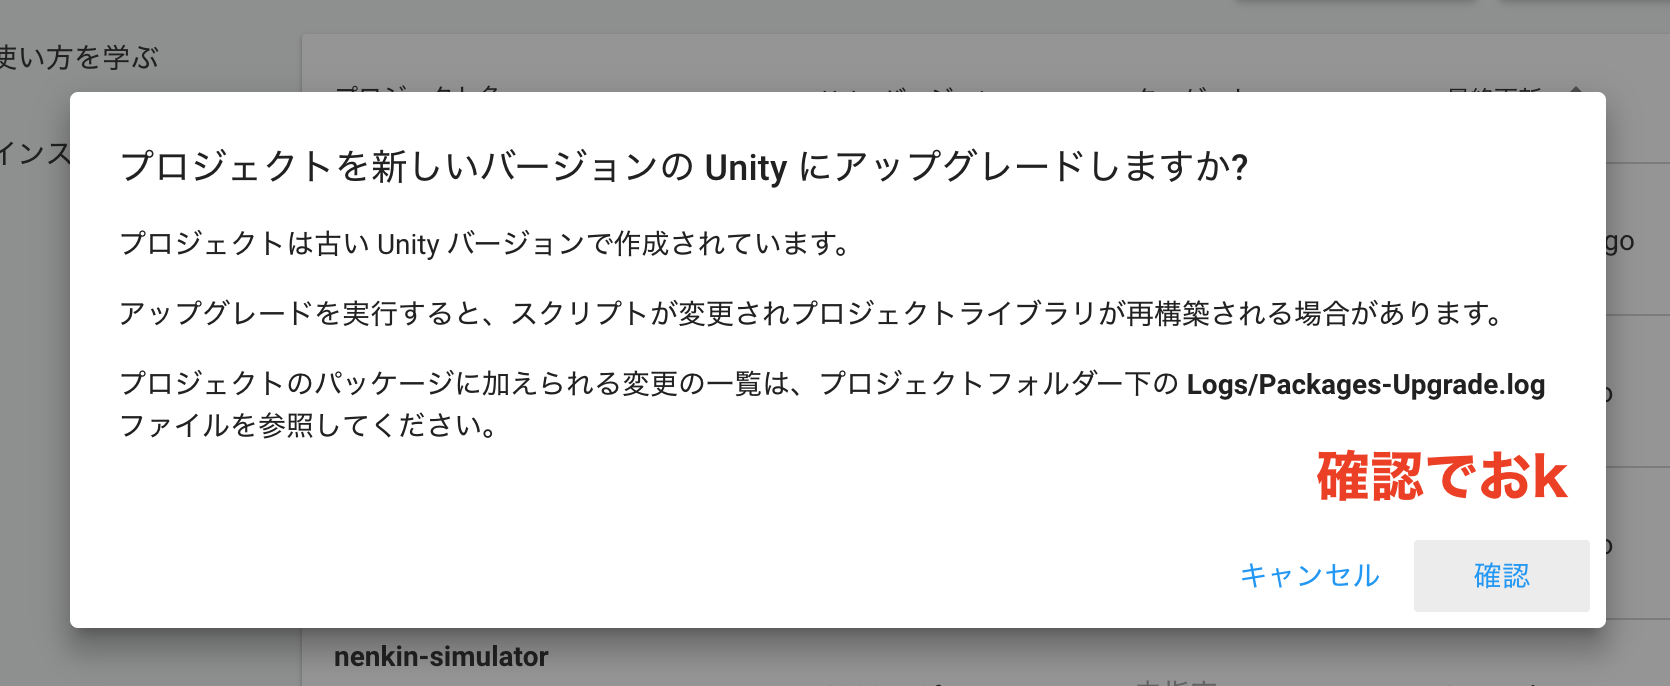 使い方を学ぶ
インス
プロジェクトを新しいバージョンの Unity にアップグレードしますか?
プロジェクトは古い Unity バージョンで作成されています。
go
アップグレードを実行すると、スクリプトが変更されプロジェクトライブラリが再構築される場合があります。
プロジェクトのパッケージに加えられる変更の一覧は、プロジェクトフォルダー下の Logs/Packages-Upgrade.log
ファイルを参照してください。
確認でおk
キャンセル
確認
nenkin-simulator